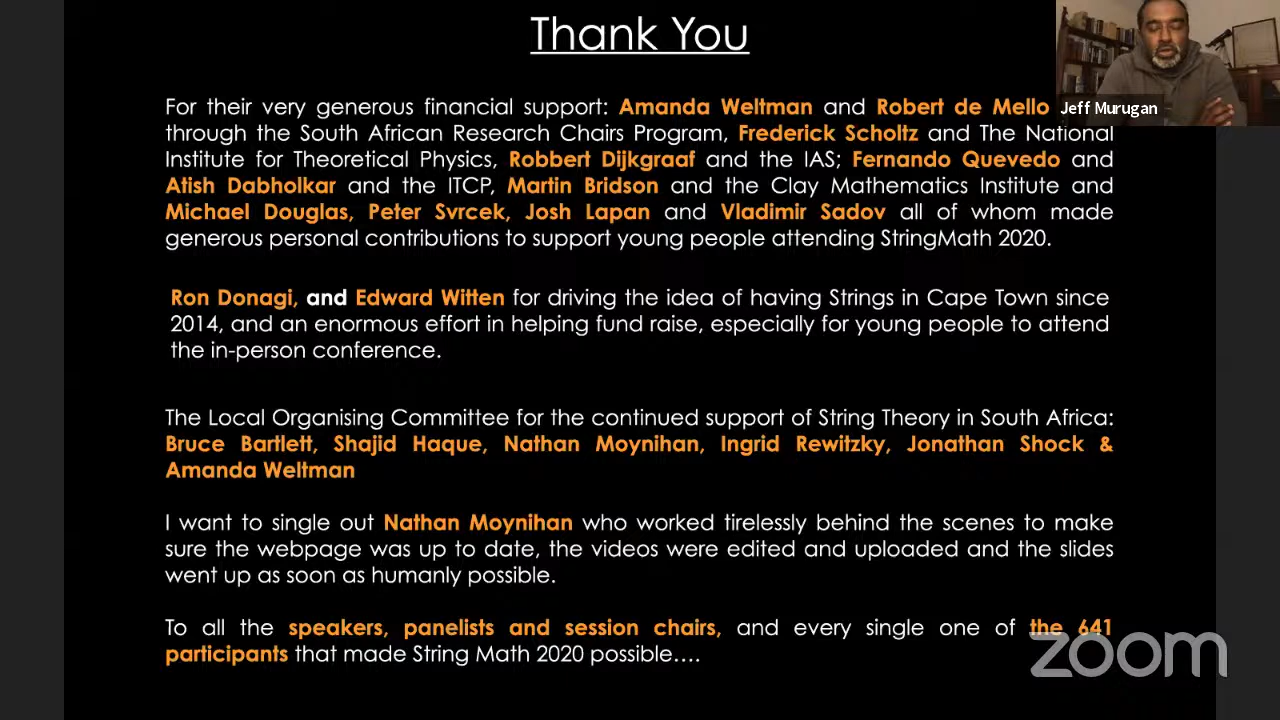 Thank You
Jeff Murugan
For their very generous financial support: Amanda Weltman and Robert de Mello
through the South African Research Chairs Program, Frederick Scholtz and The National
Institute for Theoretical Physics, Robbert Dijkgraaf and the IAS; Fernando Quevedo and
Atish Dabholkar and the ITCP, Martin Bridson and the Clay Mathematics Institute and
Michael Douglas, Peter Svrcek, Josh Lapan and Vladimir Sadov all of whom made
generous personal contributions to support young people attending StringMath 2020.
Ron Donagi, and Edward Witten for driving the idea of having Strings in Cape Town since
2014, and an enormous effort in helping fund raise, especially for young people to attend
the in-person conference.
The Local Organising Committee for the continued support of String Theory in South Africa:
Bruce Bartlett, Shajid Haque, Nathan Moynihan, Ingrid Rewitzky, Jonathan Shock &
Amanda Weltman
I want to single out Nathan Moynihan who worked tirelessly behind the scenes to make
sure the webpage was up to date, the videos were edited and uploaded and the slides
went up as soon as humanly possible.
To all the speakers, panelists and session chairs, and every single one of the 641
participants that made String Math 2020 possible....
zoom